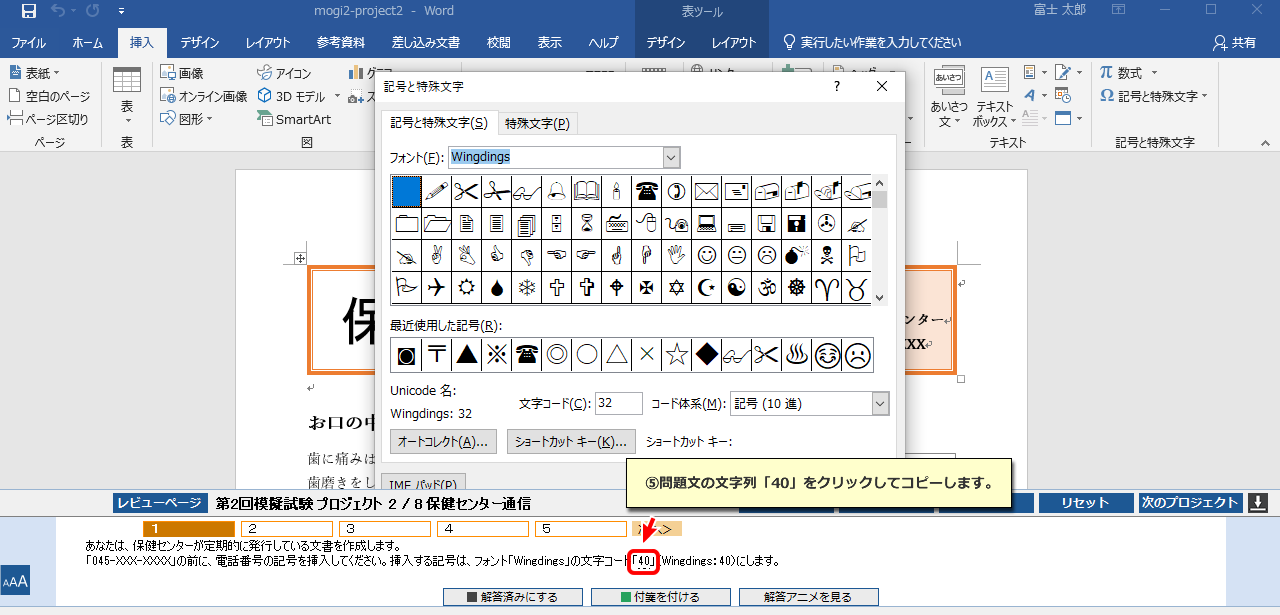 mogi2-project2 - Word
表ツール
富士 太郎
ファイル ホーム 挿入 デザイン レイアウト 参考資料 差し込み文書 校閲 表示 ヘルプ デザイン レイアウト 実行したい作業を入力してください 共有
表紙
空白のページ
ページ区切り
ページ
表
表
画像
オンライン画像
図形
アイコン
3D モデル
SmartArt
図
あいさつ
あいさつ文
テキストボックス
テキスト
π 数式
Ω 記号と特殊文字
記号と特殊文字
記号と特殊文字 ?
記号と特殊文字(S) 特殊文字(P)
フォント(F): Wingdings
最近使用した記号(R):
Unicode 名:
Wingdings: 32
文字コード(C): 32 コード体系(M): 記号 (10 進)
オートコレクト(A)... ショートカット キー(K)... ショートカット キー:
IME パッド(P)
保
ンター
XX
お口の中
歯に痛みは
歯磨きをし
⑤問題文の文字列「40」をクリックしてコピーします。
レビューページ 第2回模擬試験 プロジェクト 2 / 8 保健センター通信 リセット 次のプロジェクト
1 2 3 4 5
あなたは、保健センターが定期的に発行している文書を作成します。
「045-XXX-XXXX」の前に、電話番号の記号を挿入してください。挿入する記号は、フォント「Wingdings」の文字コード「40」(Wingdings: 40)にします。
AAA
解答済みにする 付箋を付ける 解答アニメを見る